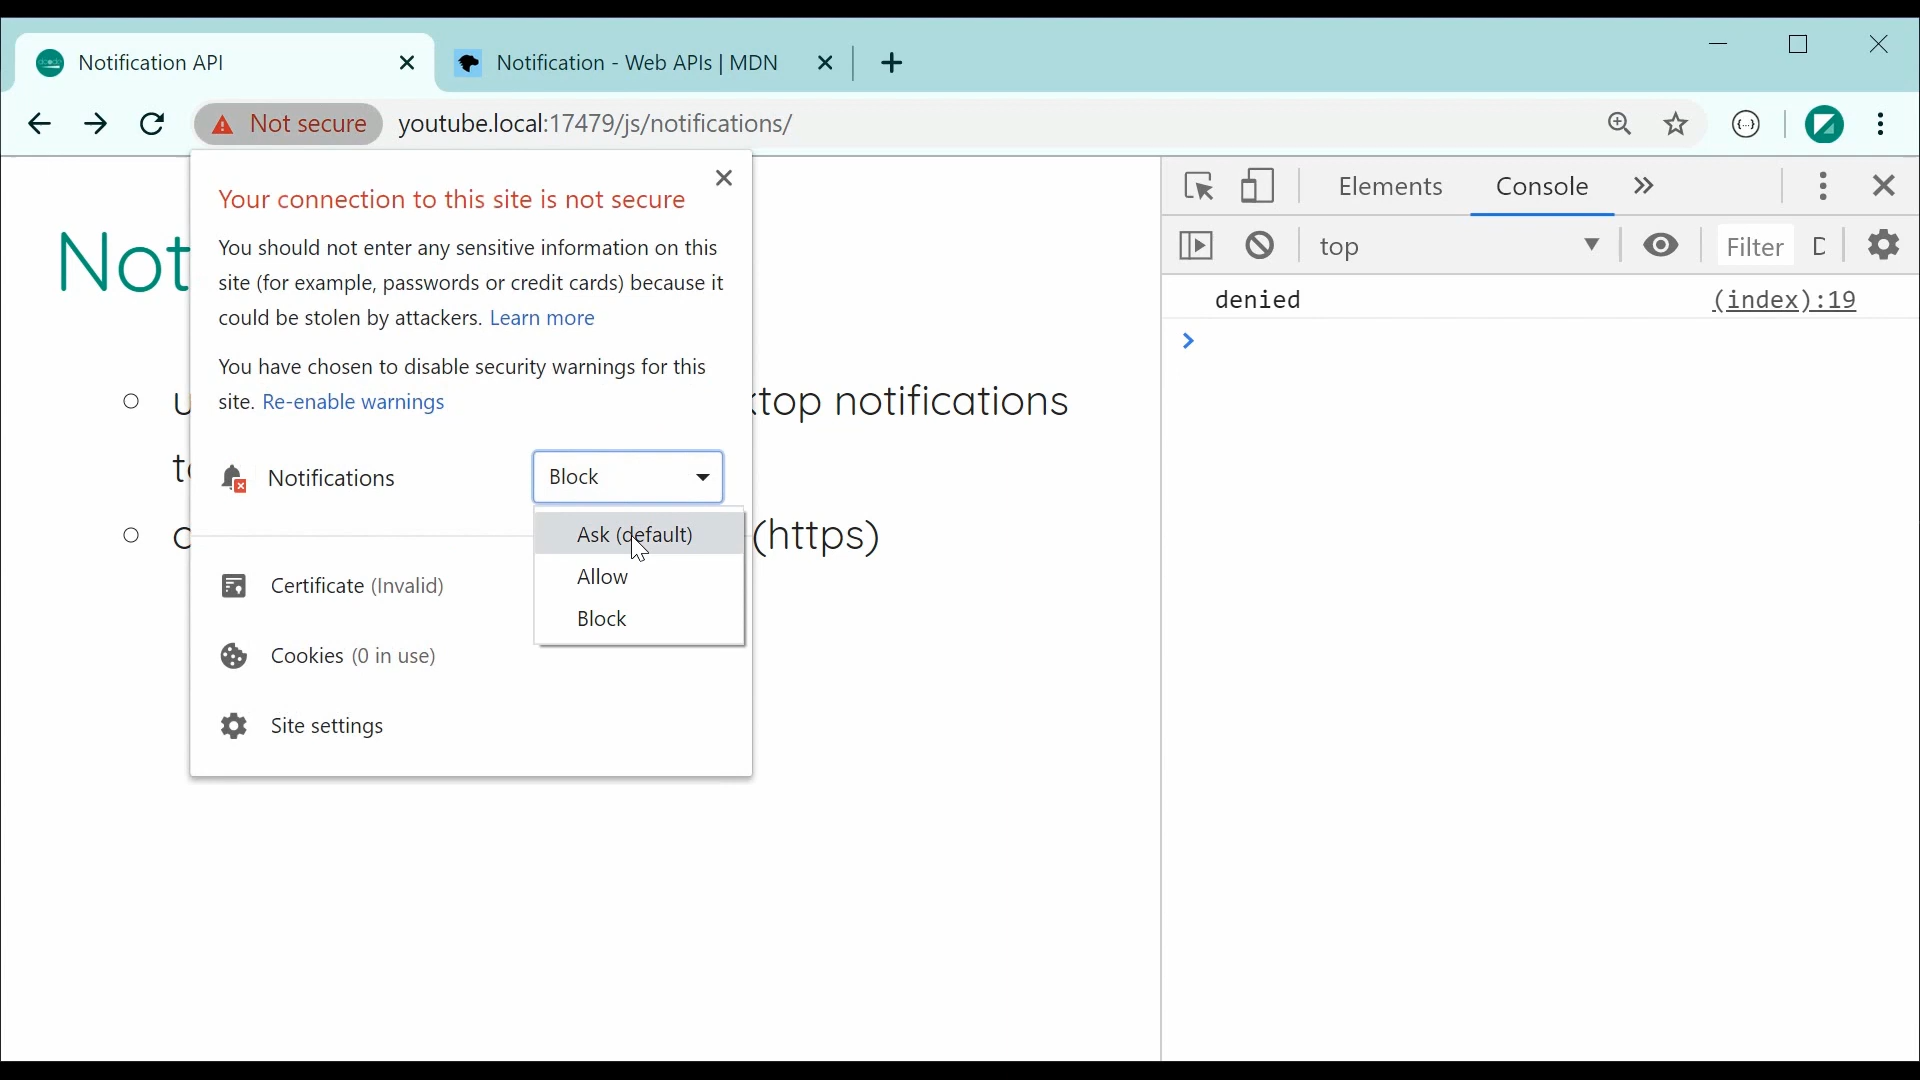 Notification API
Notification - Web APIs | MDN
Not secure
youtube.local:17479/js/notifications/
Your connection to this site is not secure
You should not enter any sensitive information on this
site (for example, passwords or credit cards) because it
could be stolen by attackers. Learn more
You have chosen to disable security warnings for this
site. Re-enable warnings
Notifications
Block
Ask (default)
Allow
Block
Certificate (Invalid)
Cookies (0 in use)
Site settings
Not
top notifications
(https)
Elements
Console
top
Filter
D
denied
(index):19